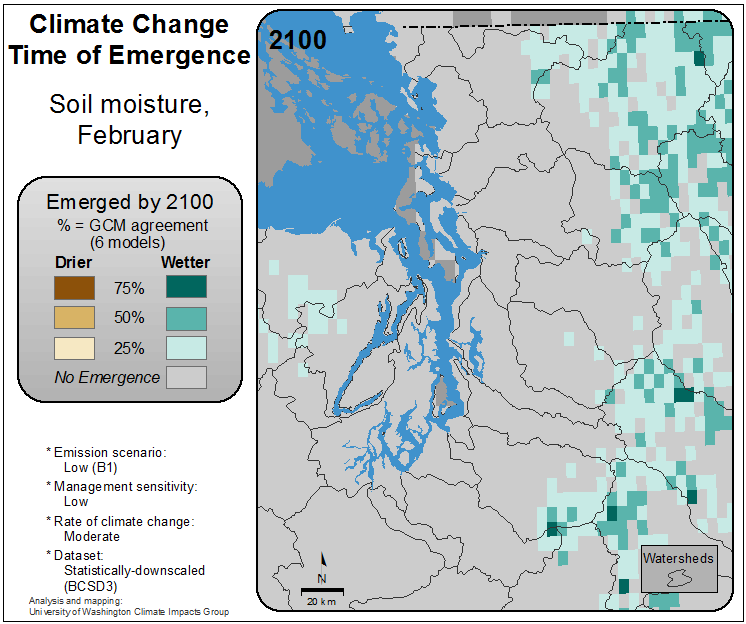 Climate Change
Time of Emergence
Soil moisture,
February
Emerged by 2100
% = GCM agreement
(6 models)
Drier
Wetter
75%
50%
25%
No Emergence
* Emission scenario:
Low (B1)
* Management sensitivity:
Low
* Rate of climate change:
Moderate
* Dataset:
Statistically-downscaled
(BCSD3)
Analysis and mapping:
University of Washington Climate Impacts Group
2100
N
20 km
Watersheds